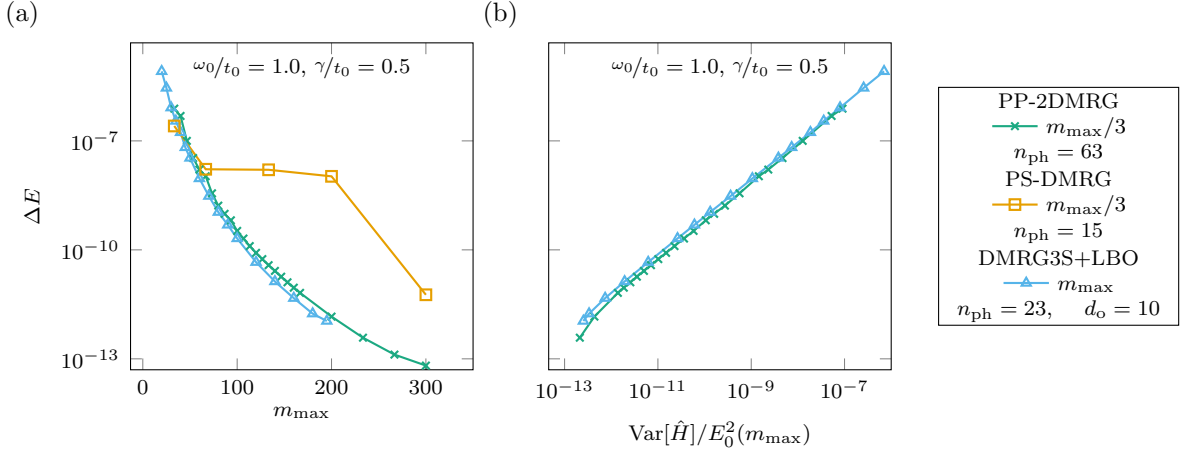 (a)
(b)
ω₀/t₀ = 1.0, γ/t₀ = 0.5
10⁻⁷
10⁻¹⁰
10⁻¹³
ΔE
0
100
200
300
m_max
ω₀/t₀ = 1.0, γ/t₀ = 0.5
10⁻¹³
10⁻¹¹
10⁻⁹
10⁻⁷
Var[Ĥ]/E₀²(m_max)
PP-2DMRG
m_max/3
n_ph = 63
PS-DMRG
m_max/3
n_ph = 15
DMRG3S+LBO
m_max
n_ph = 23, d_o = 10